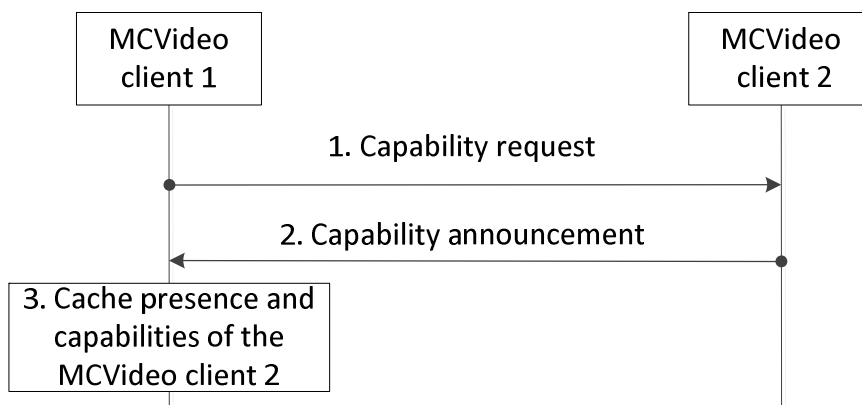 MCVideo
client 1
MCVideo
client 2
1. Capability request
2. Capability announcement
3. Cache presence and
capabilities of the
MCVideo client 2